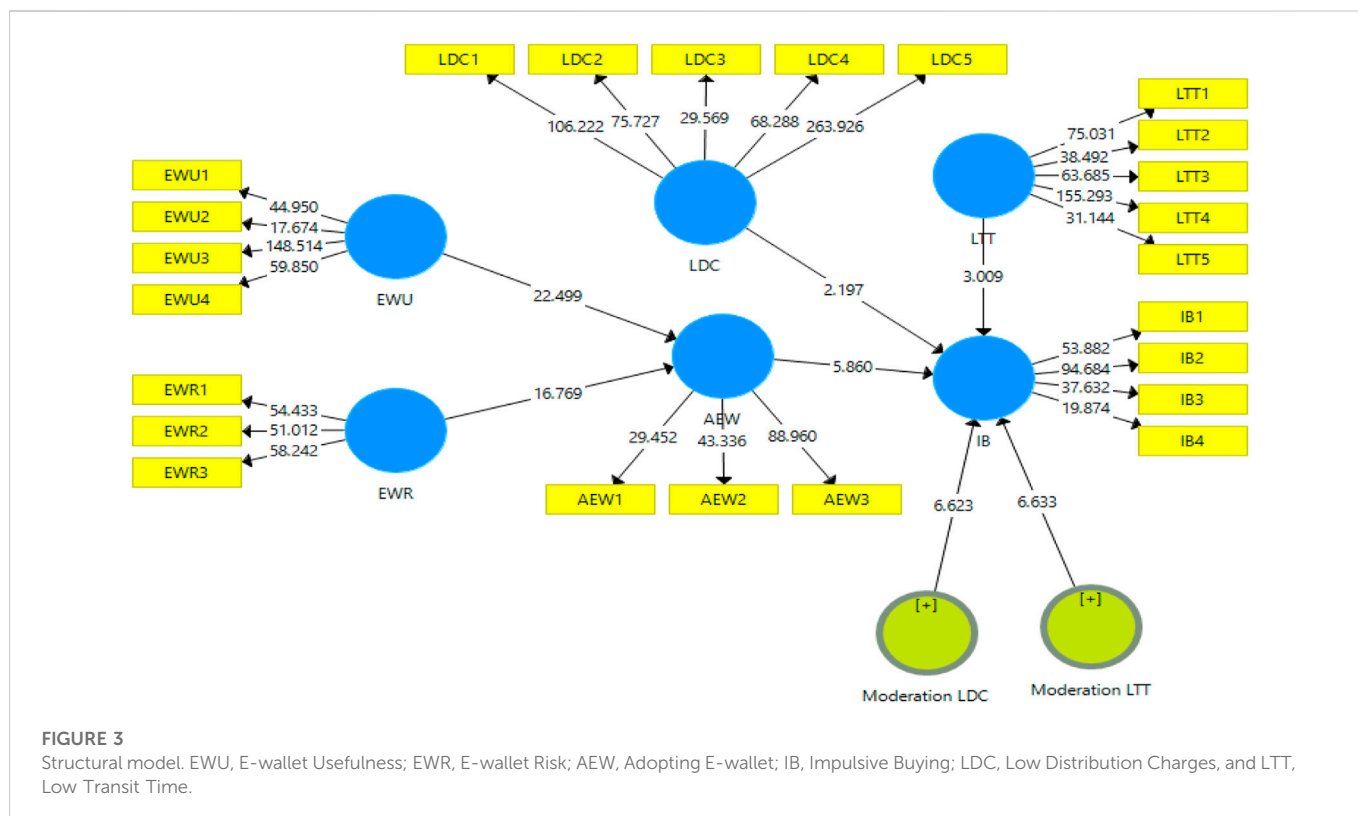 LDC1 LDC2 LDC3 LDC4 LDC5
106.222 75.727 29.569 68.288 263.926
LDC
LTT1
LTT2
LTT3
LTT4
LTT5
75.031
38.492
63.685
155.293
31.144
LTT
3.009
EWU1
EWU2
EWU3
EWU4
44.950
17.674
148.514
59.850
EWU
22.499
2.197
EWR1
EWR2
EWR3
54.433
51.012
58.242
EWR
16.769
AEW
5.860
29.452 43.336 88.960
AEW1 AEW2 AEW3
IB1
IB2
IB3
IB4
53.882
94.684
37.632
19.874
IB
6.623 6.633
[+] [+]
Moderation LDC Moderation LTT
FIGURE 3
Structural model. EWU, E-wallet Usefulness; EWR, E-wallet Risk; AEW, Adopting E-wallet; IB, Impulsive Buying; LDC, Low Distribution Charges, and LTT,
Low Transit Time.